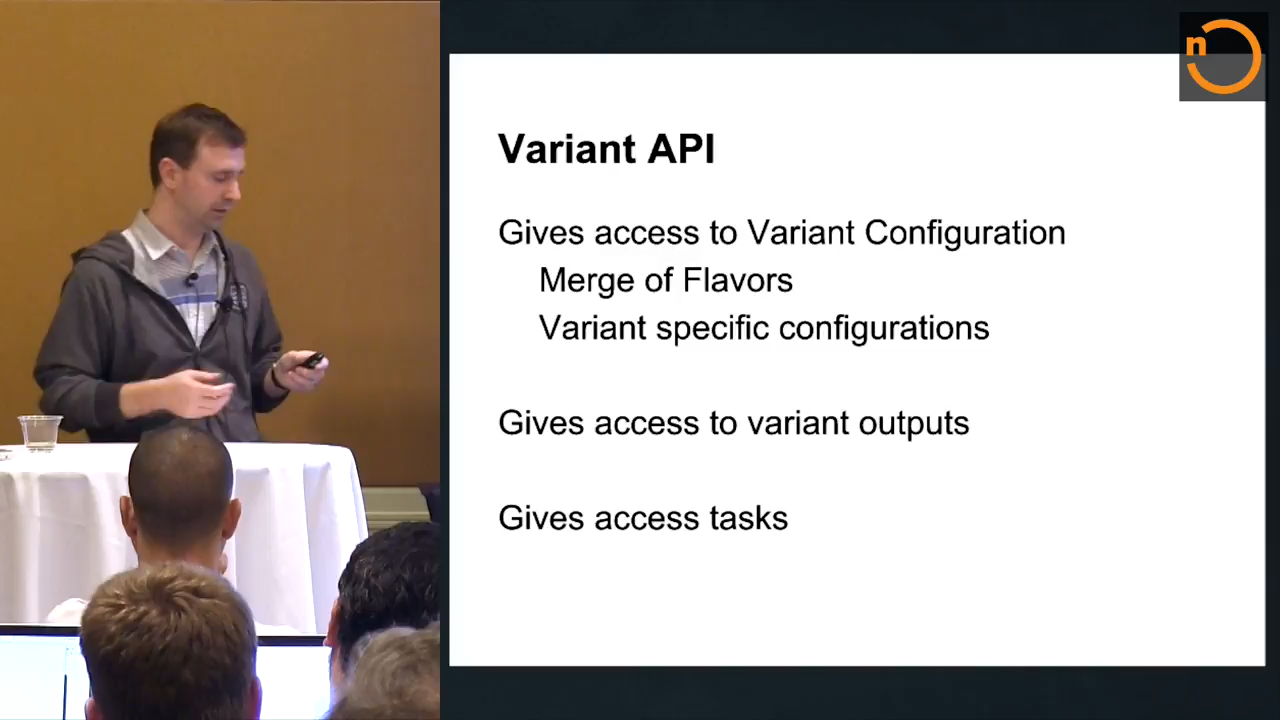 n
Variant API
Gives access to Variant Configuration
Merge of Flavors
Variant specific configurations
Gives access to variant outputs
Gives access tasks